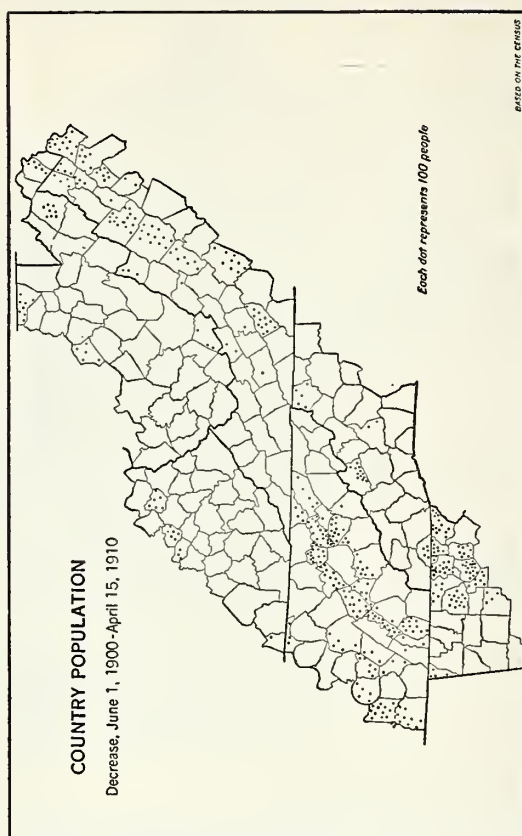 COUNTRY POPULATION
Decrease, June 1, 1900-April 15, 1910
Each dot represents 100 people
BASED ON THE CENSUS